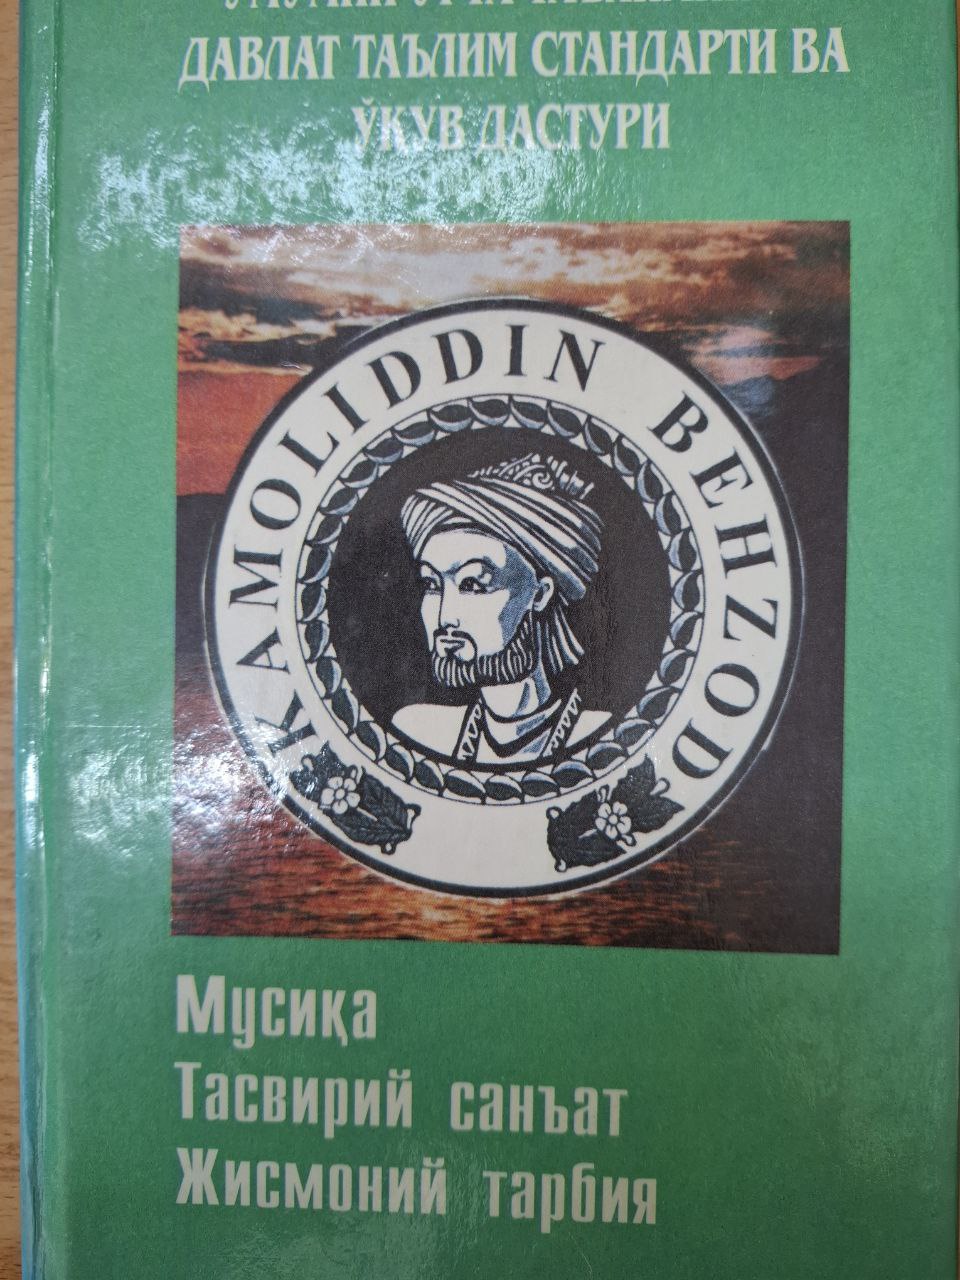 ДАВЛАТ ТАЪЛИМ СТАНДАРТИ ВА
ЎҚУВ ДАСТУРИ
KAMOLIDDIN BEHZOD
Мусиқа
Тасвирий санъат
Жисмоний тарбия